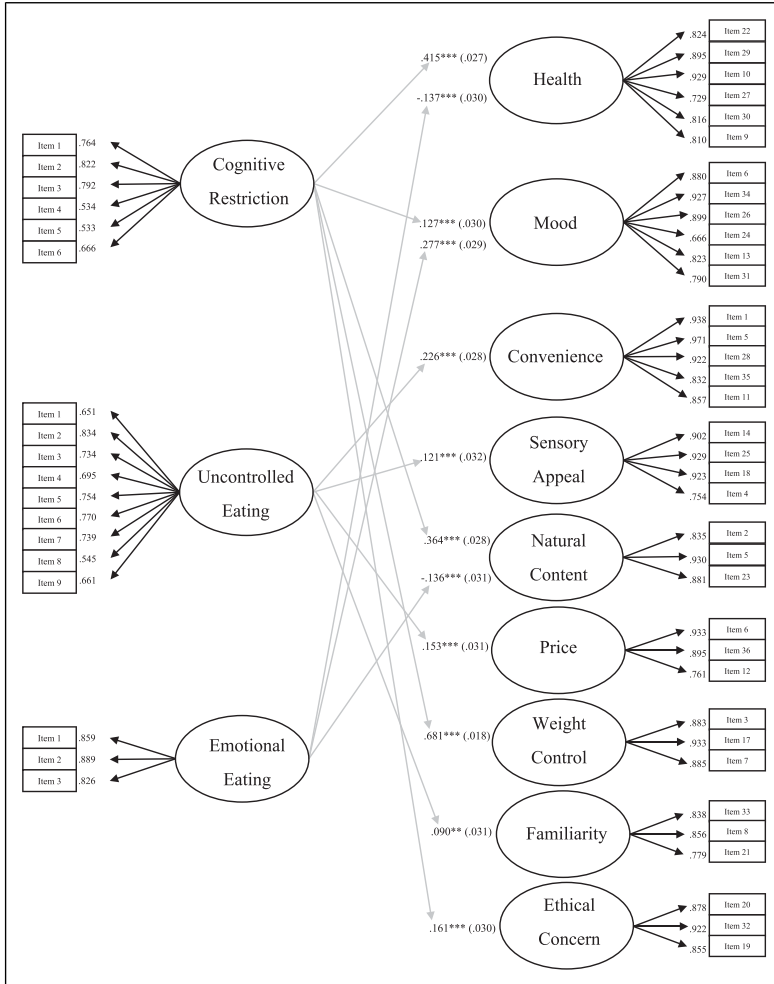 Cognitive
Restriction
Item 1 .764
Item 2 .822
Item 3 .792
Item 4 .534
Item 5 .533
Item 6 .666
Uncontrolled
Eating
Item 1 .651
Item 2 .834
Item 3 .734
Item 4 .695
Item 5 .754
Item 6 .770
Item 7 .739
Item 8 .545
Item 9 .661
Emotional
Eating
Item 1 .859
Item 2 .889
Item 3 .826
.415*** (.027)
-.137*** (.030)
Health
.824 Item 22
.895 Item 29
.929 Item 10
.729 Item 27
.816 Item 30
.810 Item 9
.127*** (.030)
.277*** (.029)
Mood
.880 Item 6
.927 Item 34
.899 Item 26
.666 Item 24
.823 Item 13
.790 Item 31
.226*** (.028)
Convenience
.938 Item 1
.971 Item 5
.922 Item 28
.832 Item 35
.857 Item 11
.121*** (.032)
Sensory
Appeal
.902 Item 14
.929 Item 25
.923 Item 18
.754 Item 4
.364*** (.028)
-.136*** (.031)
Natural
Content
.835 Item 2
.930 Item 5
.881 Item 23
.153*** (.031)
Price
.933 Item 6
.895 Item 36
.761 Item 12
.681*** (.018)
Weight
Control
.883 Item 3
.933 Item 17
.885 Item 7
.090** (.031)
Familiarity
.838 Item 33
.856 Item 8
.779 Item 21
.161*** (.030)
Ethical
Concern
.878 Item 20
.922 Item 32
.855 Item 19